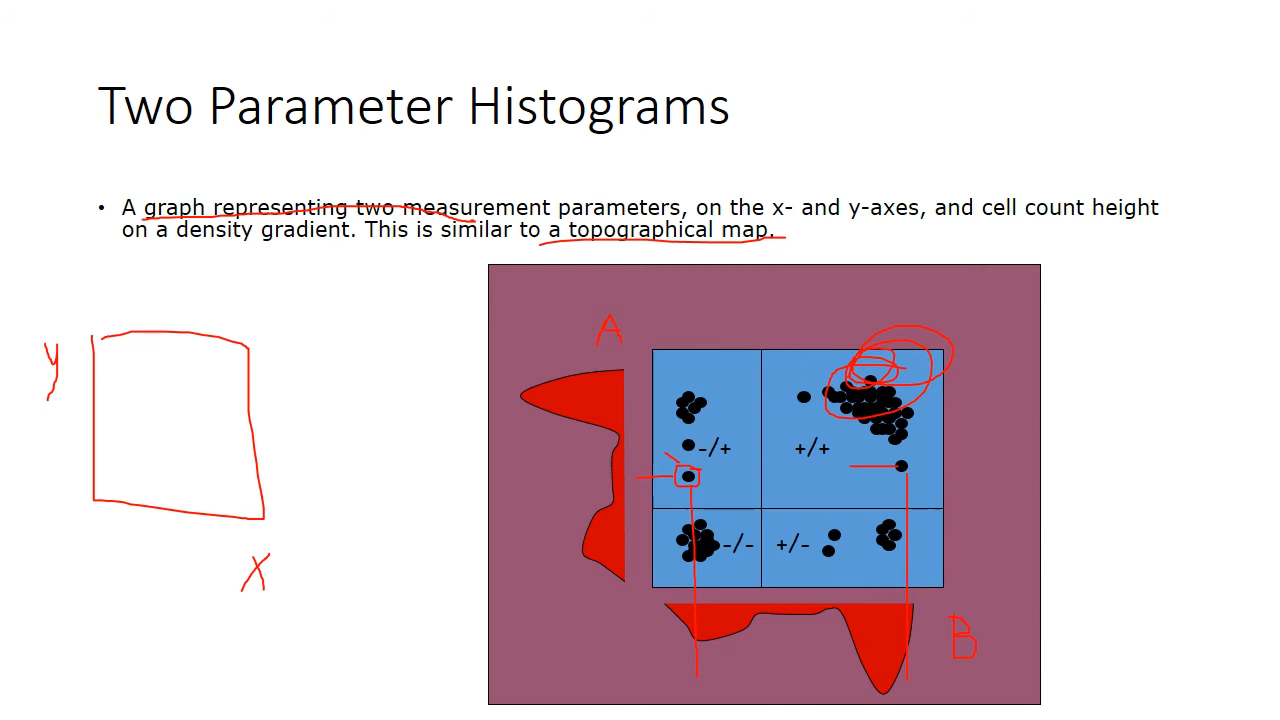 Two Parameter Histograms
• A graph representing two measurement parameters, on the x- and y-axes, and cell count height
on a density gradient. This is similar to a topographical map.
A
y
-/+
+/+
-/-
+/-
x
B